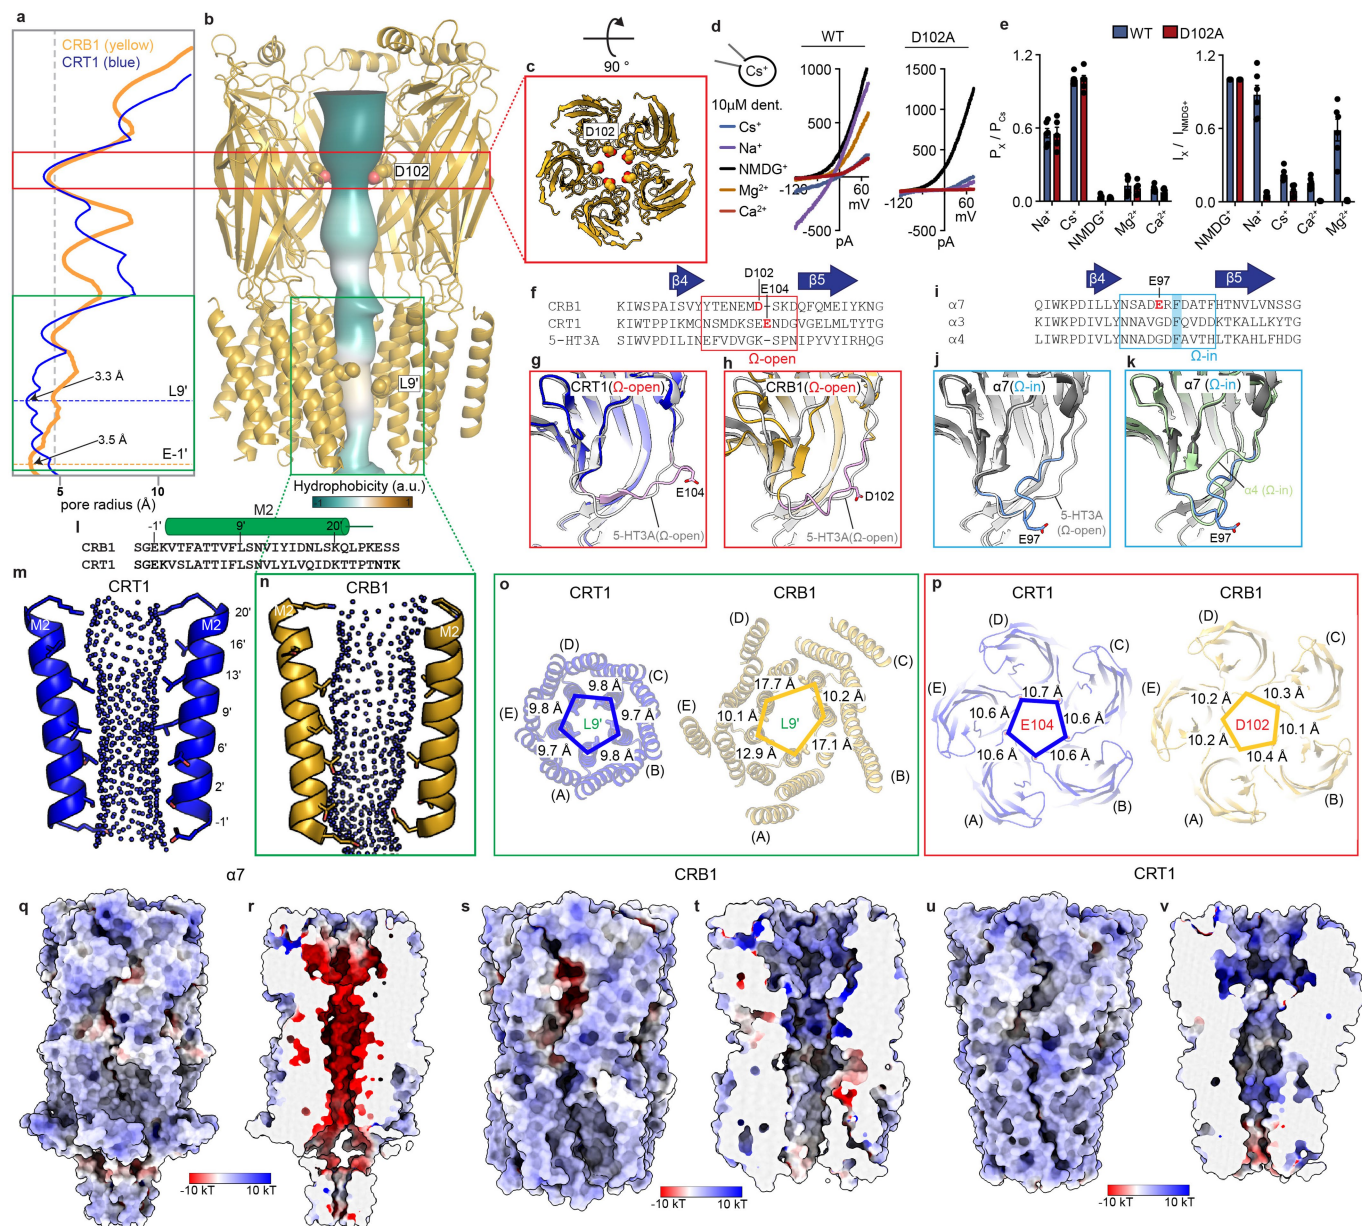 a
CRB1 (yellow)
CRT1 (blue)
3.3 Å
L9'
3.5 Å
E-1'
5
10
pore radius (Å)
b
D102
L9'
Hydrophobicity (a.u.)
-1
1
90 °
c
D102
d
Cs⁺
10µM dent.
Cs⁺
Na⁺
NMDG⁺
Mg²⁺
Ca²⁺
WT
1000
500
-120
60
mV
-500
pA
D102A
1500
1000
500
-120
60
mV
-500
pA
e
WT
D102A
1.2
0.6
0.0
P_X / P_Cs
Na⁺
Cs⁺
NMDG⁺
Mg²⁺
Ca²⁺
1.2
0.6
0.0
I_X / I_NMDG+
NMDG⁺
Na⁺
Cs⁺
Ca²⁺
Mg²⁺
f
β4
D102
E104
β5
CRB1 KIWSPAISVYYTENEMD-SKDQFQMEIYKNG
CRT1 KIWTPPIKMCNSMDKSEENDGVGELMLTYTG
5-HT3A SIWVPDILINEFVDVGK-SPNIPYVYIRHQG
Ω-open
i
β4
E97
β5
α7 QIWKPDILLYNSADERFDATFHTNVLVNSSG
α3 KIWKPDIVLYNNAVGDFQVDDKTKALLKYTG
α4 LIWRPDIVLYNNADGDFAVTHLTKAHLFHDG
Ω-in
g
CRT1(Ω-open)
E104
5-HT3A(Ω-open)
h
CRB1(Ω-open)
D102
5-HT3A(Ω-open)
j
α7(Ω-in)
5-HT3A
(Ω-open)
E97
k
α7 (Ω-in)
α4 (Ω-in)
E97
l
M2
-1'
9'
20'
CRB1 SGEKVTFATTVFLSNVIYIDNLSKQLPKESS
CRT1 SGEKVSLATTIFLSNVLYLVQIDKTTPTNTK
m
CRT1
M2
M2
20'
16'
13'
9'
6'
2'
-1'
n
CRB1
M2
M2
o
CRT1
(D)
(C)
(E)
(B)
(A)
9.8 Å
9.8 Å
9.7 Å
L9'
9.7 Å
9.8 Å
CRB1
(D)
(C)
(E)
(B)
(A)
17.7 Å
10.2 Å
10.1 Å
L9'
12.9 Å
17.1 Å
p
CRT1
(D)
(C)
(E)
(B)
(A)
10.7 Å
10.6 Å
10.6 Å
E104
10.6 Å
10.6 Å
CRB1
(D)
(C)
(E)
(B)
(A)
10.2 Å
10.3 Å
10.1 Å
D102
10.2 Å
10.4 Å
α7
q
r
-10 kT
10 kT
CRB1
s
t
-10 kT
10 kT
CRT1
u
v
-10 kT
10 kT